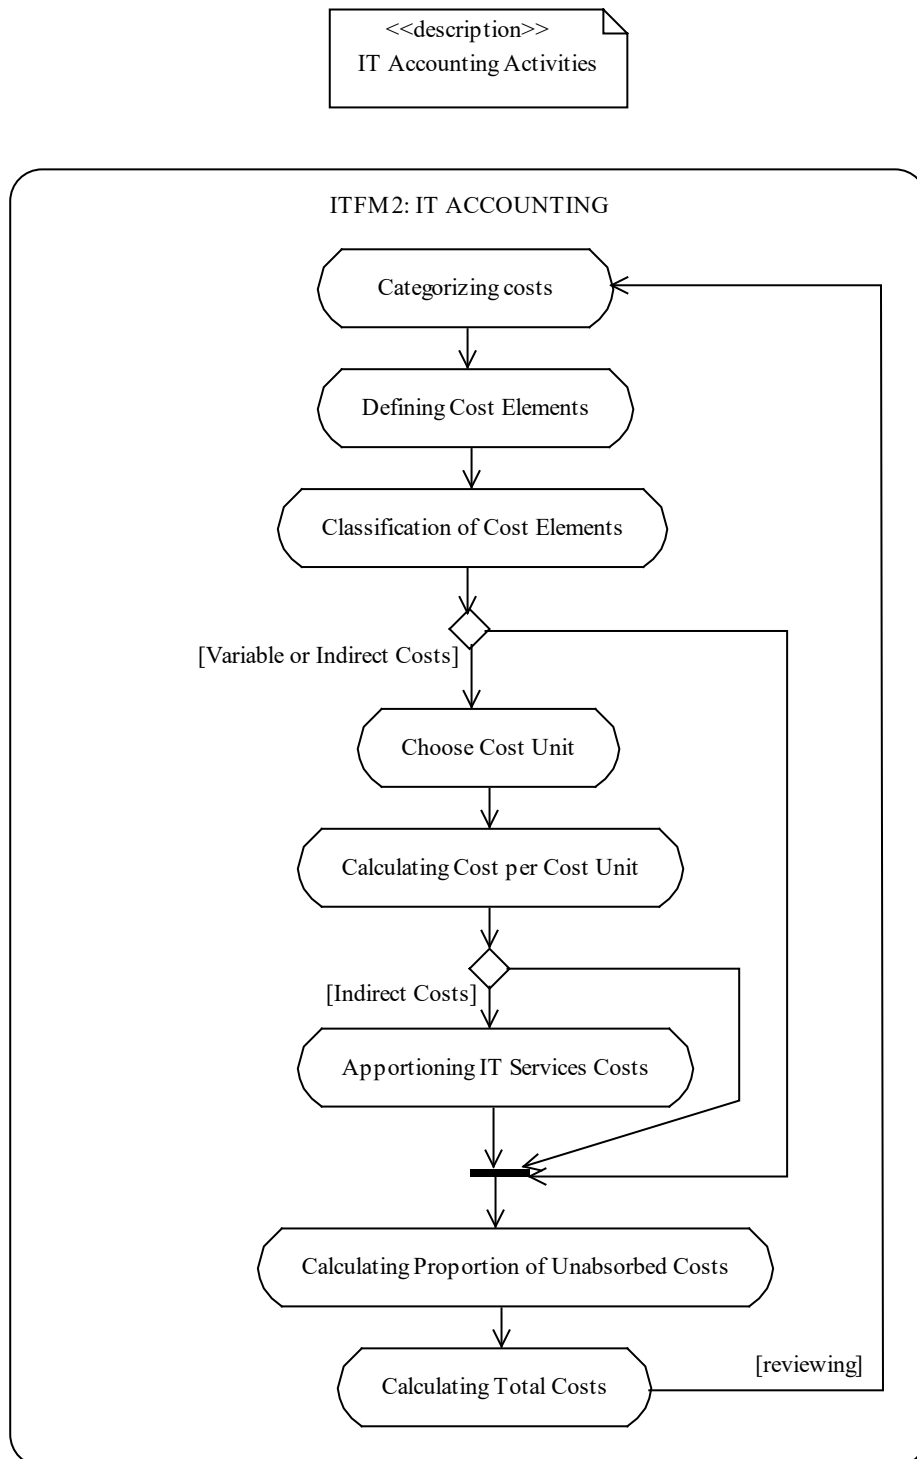 <<description>>
IT Accounting Activities
ITFM2: IT ACCOUNTING
Categorizing costs
Defining Cost Elements
Classification of Cost Elements
[Variable or Indirect Costs]
Choose Cost Unit
Calculating Cost per Cost Unit
[Indirect Costs]
Apportioning IT Services Costs
Calculating Proportion of Unabsorbed Costs
[reviewing]
Calculating Total Costs